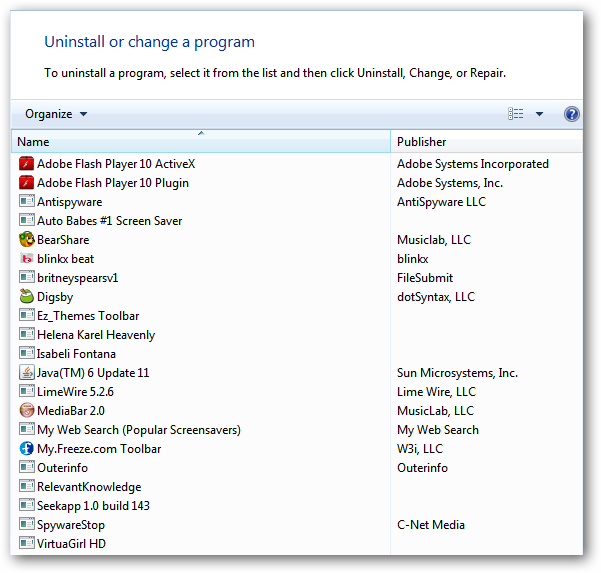 Uninstall or change a program
To uninstall a program, select it from the list and then click Uninstall, Change, or Repair.
Organize
Name Publisher
Adobe Flash Player 10 ActiveX Adobe Systems Incorporated
Adobe Flash Player 10 Plugin Adobe Systems, Inc.
Antispyware AntiSpyware LLC
Auto Babes #1 Screen Saver
BearShare Musiclab, LLC
blinkx beat blinkx
britneyspearsv1 FileSubmit
Digsby dotSyntax, LLC
Ez_Themes Toolbar
Helena Karel Heavenly
Isabeli Fontana
Java(TM) 6 Update 11 Sun Microsystems, Inc.
LimeWire 5.2.6 Lime Wire, LLC
MediaBar 2.0 MusicLab, LLC
My Web Search (Popular Screensavers) My Web Search
My.Freeze.com Toolbar W3i, LLC
Outerinfo Outerinfo
RelevantKnowledge
Seekapp 1.0 build 143
SpywareStop C-Net Media
VirtuaGirl HD